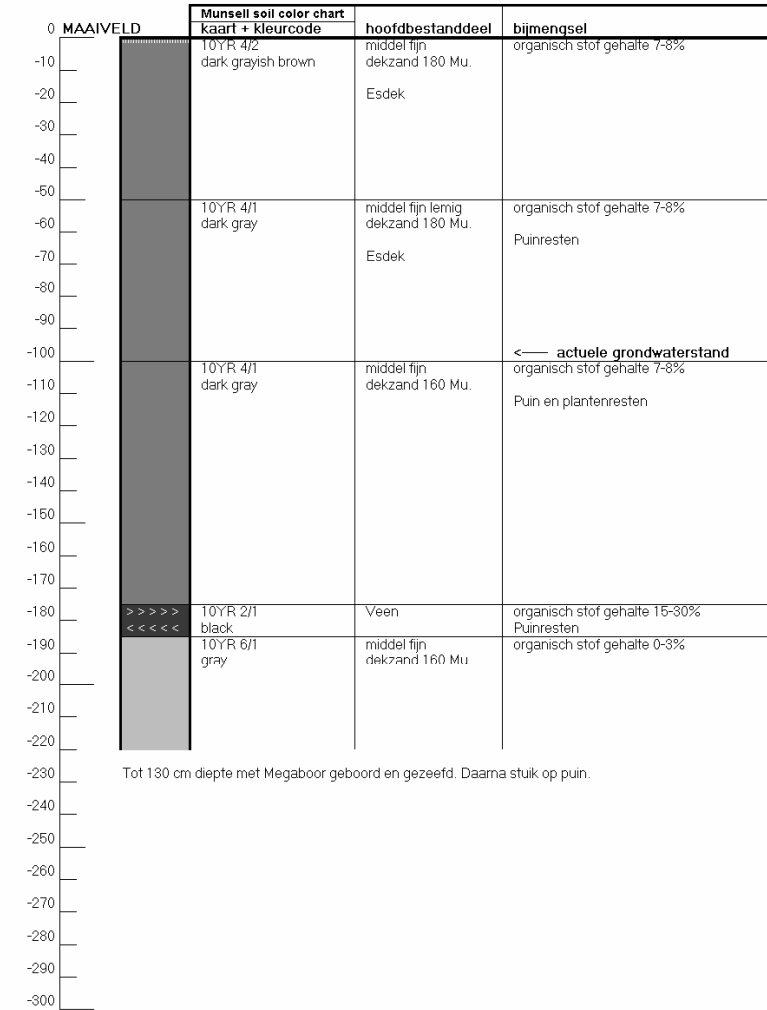 Munsell soil color chart
0 MAAIVELD kaart + kleurcode hoofdbestanddeel bijmengsel
10YR 4/2 middel fijn organisch stof gehalte 7-8%
-10 dark grayish brown dekzand 180 Mu.
-20 Esdek
-30
-40
-50
10YR 4/1 middel fijn lemig organisch stof gehalte 7-8%
-60 dark gray dekzand 180 Mu.
Puinresten
-70 Esdek
-80
-90
-100 <── actuele grondwaterstand
10YR 4/1 middel fijn organisch stof gehalte 7-8%
-110 dark gray dekzand 160 Mu.
Puin en plantenresten
-120
-130
-140
-150
-160
-170
-180 > > > > > 10YR 2/1 Veen organisch stof gehalte 15-30%
< < < < < black Puinresten
-190 10YR 6/1 middel fijn organisch stof gehalte 0-3%
gray dekzand 160 Mu
-200
-210
-220
-230 Tot 130 cm diepte met Megaboor geboord en gezeefd. Daarna stuik op puin.
-240
-250
-260
-270
-280
-290
-300